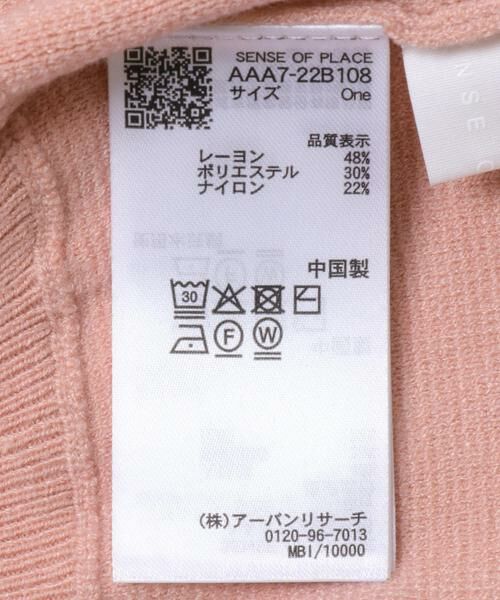 SENSE OF PLACE
AAA7-22B108
サイズ One
品質表示
レーヨン 48%
ポリエステル 30%
ナイロン 22%
中国製
30
F W
(株)アーバンリサーチ
0120-96-7013
MBI/10000
NSE